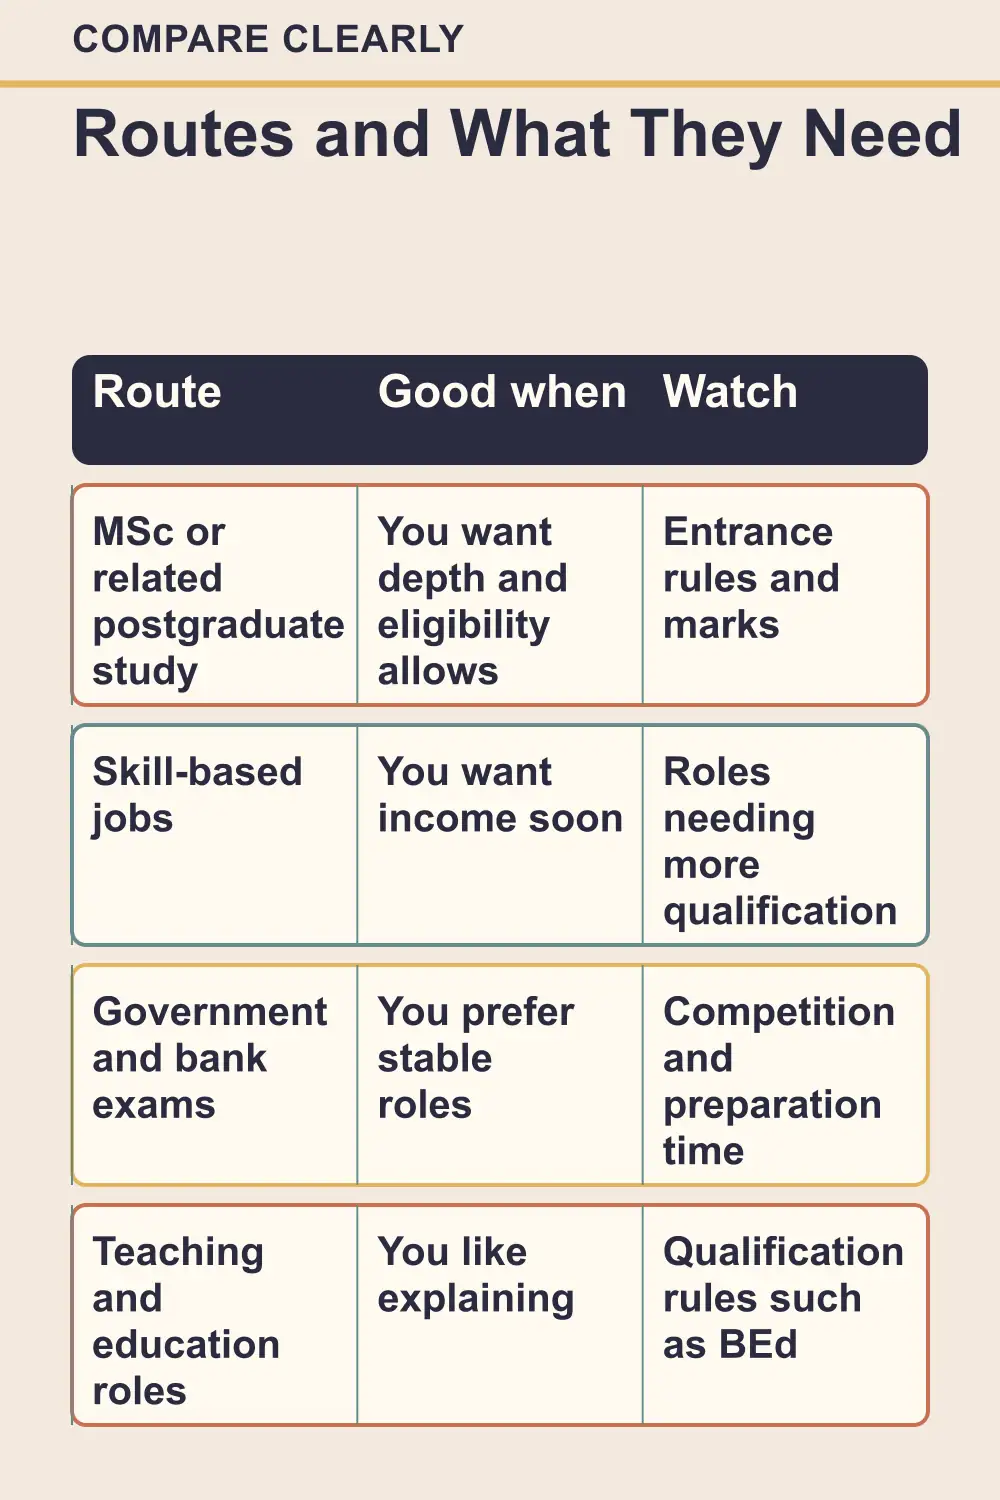 COMPARE CLEARLY
Routes and What They Need
Route
Good when
Watch
MSc or
related
postgraduate
study
You want
depth and
eligibility
allows
Entrance
rules and
marks
Skill-based
jobs
You want
income soon
Roles
needing
more
qualification
Government
and bank
exams
You prefer
stable
roles
Competition
and
preparation
time
Teaching
and
education
roles
You like
explaining
Qualification
rules such
as BEd